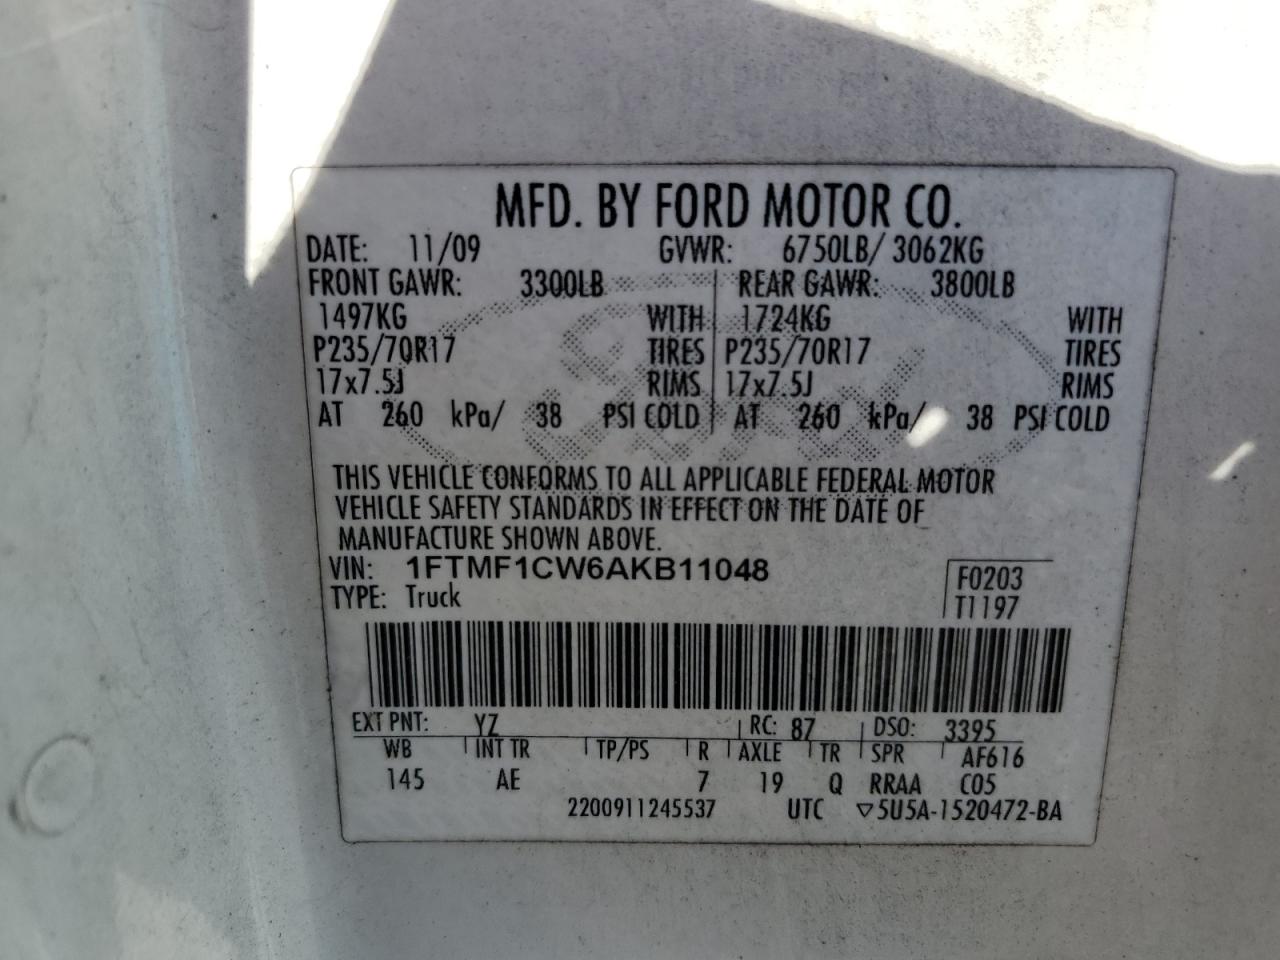 MFD. BY FORD MOTOR CO.
DATE: 11/09 GVWR: 6750LB/ 3062KG
FRONT GAWR: 3300LB REAR GAWR: 3800LB
1497KG WITH 1724KG WITH
P235/70R17 TIRES P235/70R17 TIRES
17x7.5J RIMS 17x7.5J RIMS
AT 260 kPa/ 38 PSI COLD AT 260 kPa/ 38 PSI COLD
THIS VEHICLE CONFORMS TO ALL APPLICABLE FEDERAL MOTOR
VEHICLE SAFETY STANDARDS IN EFFECT ON THE DATE OF
MANUFACTURE SHOWN ABOVE.
VIN: 1FTMF1CW6AKB11048 F0203
TYPE: Truck T1197
EXT PNT: YZ RC: 87 DSO: 3395
WB INT TR TP/PS R AXLE TR SPR AF616
145 AE 7 19 Q RRAA C05
2200911245537 UTC ▽5U5A-1520472-BA